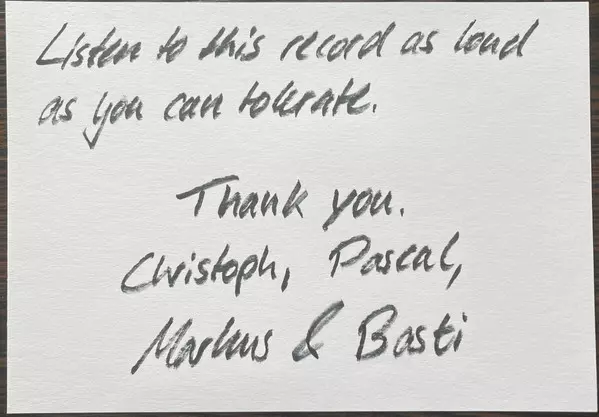 Listen to this record as loud
as you can tolerate.
Thank you.
Christoph, Pascal,
Markus & Basti